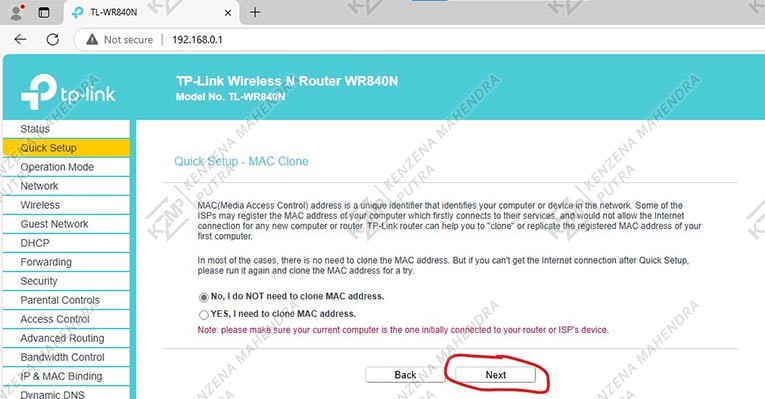 TL-WR840N
Not secure
192.168.0.1
tp-link
TP-Link Wireless N Router WR840N
Model No. TL-WR840N
Status
Quick Setup
Operation Mode
Network
Wireless
Guest Network
DHCP
Forwarding
Security
Parental Controls
Access Control
Advanced Routing
Bandwidth Control
IP & MAC Binding
Dynamic DNS
Quick Setup - MAC Clone
MAC(Media Access Control) address is a unique identifier that identifies your computer or device in the network. Some of the
ISPs may register the MAC address of your computer which firstly connects to their services, and would not allow the Internet
connection for any new computer or router. TP-Link router can help you to "clone" or replicate the registered MAC address of your
first computer.
In most of the cases, there is no need to clone the MAC address. But if you can't get the Internet connection after Quick Setup,
please run it again and clone the MAC address for a try.
No, I do NOT need to clone MAC address.
YES, I need to clone MAC address.
Note: please make sure your current computer is the one initially connected to your router or ISP's device.
Back
Next
KENZENA MAHENDRA
PUTRA